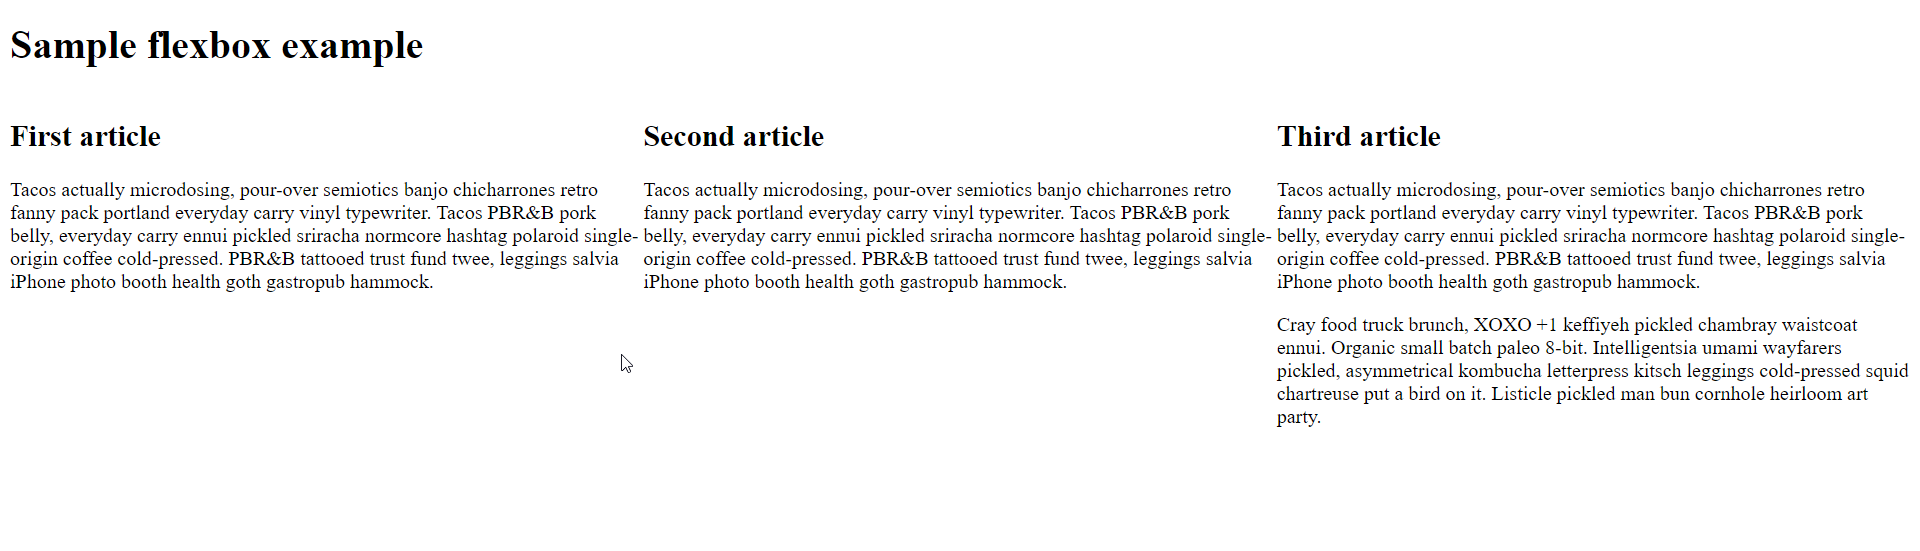 Sample flexbox example
First article
Tacos actually microdosing, pour-over semiotics banjo chicharrones retro
fanny pack portland everyday carry vinyl typewriter. Tacos PBR&B pork
belly, everyday carry ennui pickled sriracha normcore hashtag polaroid single-
origin coffee cold-pressed. PBR&B tattooed trust fund twee, leggings salvia
iPhone photo booth health goth gastropub hammock.
Second article
Tacos actually microdosing, pour-over semiotics banjo chicharrones retro
fanny pack portland everyday carry vinyl typewriter. Tacos PBR&B pork
belly, everyday carry ennui pickled sriracha normcore hashtag polaroid single-
origin coffee cold-pressed. PBR&B tattooed trust fund twee, leggings salvia
iPhone photo booth health goth gastropub hammock.
Third article
Tacos actually microdosing, pour-over semiotics banjo chicharrones retro
fanny pack portland everyday carry vinyl typewriter. Tacos PBR&B pork
belly, everyday carry ennui pickled sriracha normcore hashtag polaroid single-
origin coffee cold-pressed. PBR&B tattooed trust fund twee, leggings salvia
iPhone photo booth health goth gastropub hammock.
Cray food truck brunch, XOXO +1 keffiyeh pickled chambray waistcoat
ennui. Organic small batch paleo 8-bit. Intelligentsia umami wayfarers
pickled, asymmetrical kombucha letterpress kitsch leggings cold-pressed squid
chartreuse put a bird on it. Listicle pickled man bun cornhole heirloom art
party.